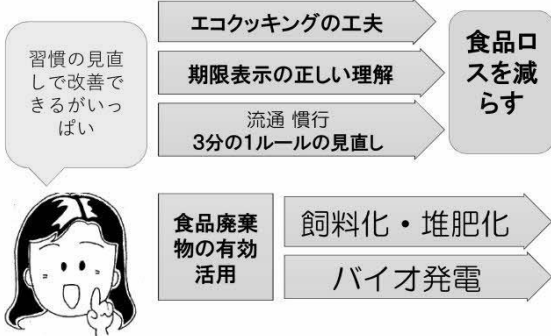 習慣の見直
しで改善で
きるがいっ
ぱい
エコクッキングの工夫
期限表示の正しい理解
流通 慣行
3分の1ルールの見直し
食品ロ
スを減
らす
食品廃棄
物の有効
活用
飼料化・堆肥化
バイオ発電